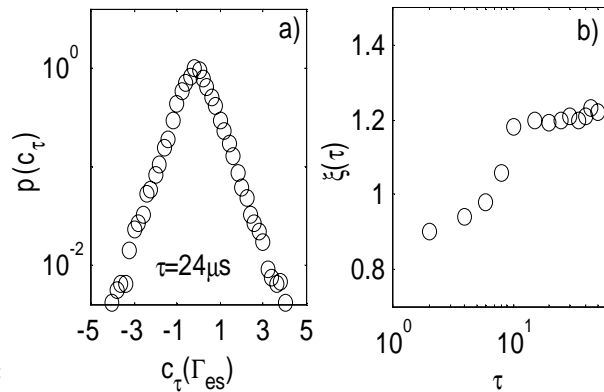 a)
10^0
10^-2
p(c_τ)
τ=24μs
-5 -3 -1 1 3 5
c_τ(Γ_es)
b)
1.4
1.2
1
0.8
ξ(τ)
10^0 10^1
τ